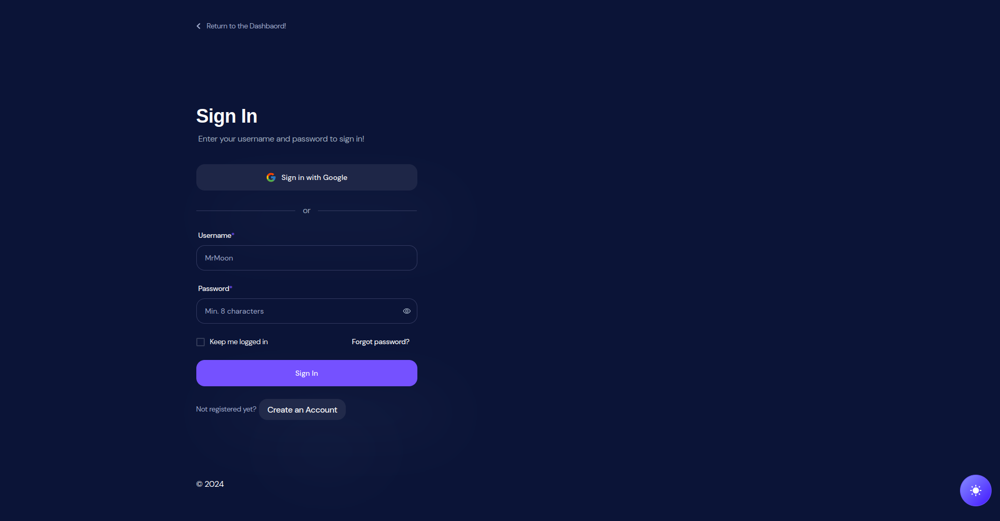 Return to the Dashbaord!
Sign In
Enter your username and password to sign in!
Sign in with Google
or
Username*
MrMoon
Password*
Min. 8 characters
Keep me logged in Forgot password?
Sign In
Not registered yet? Create an Account
© 2024